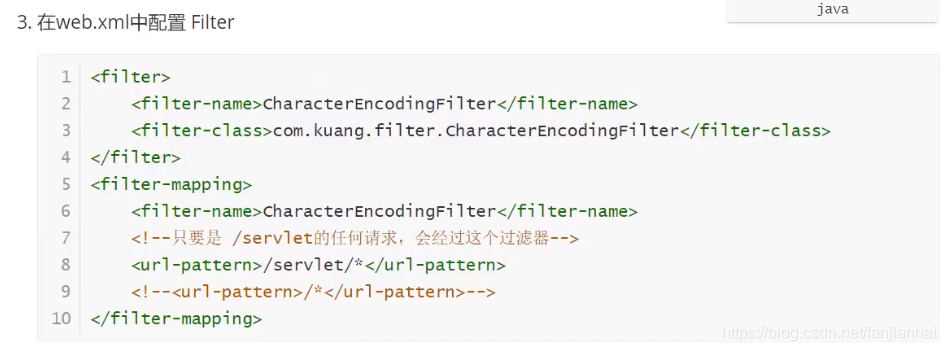 java
3. 在web.xml中配置 Filter
1 <filter>
2 <filter-name>CharacterEncodingFilter</filter-name>
3 <filter-class>com.kuang.filter.CharacterEncodingFilter</filter-class>
4 </filter>
5 <filter-mapping>
6 <filter-name>CharacterEncodingFilter</filter-name>
7 <!--只要是 /servlet的任何请求，会经过这个过滤器-->
8 <url-pattern>/servlet/*</url-pattern>
9 <!--<url-pattern>/*</url-pattern>-->
10 </filter-mapping>
https://blog.csdn.net/fanjianhai